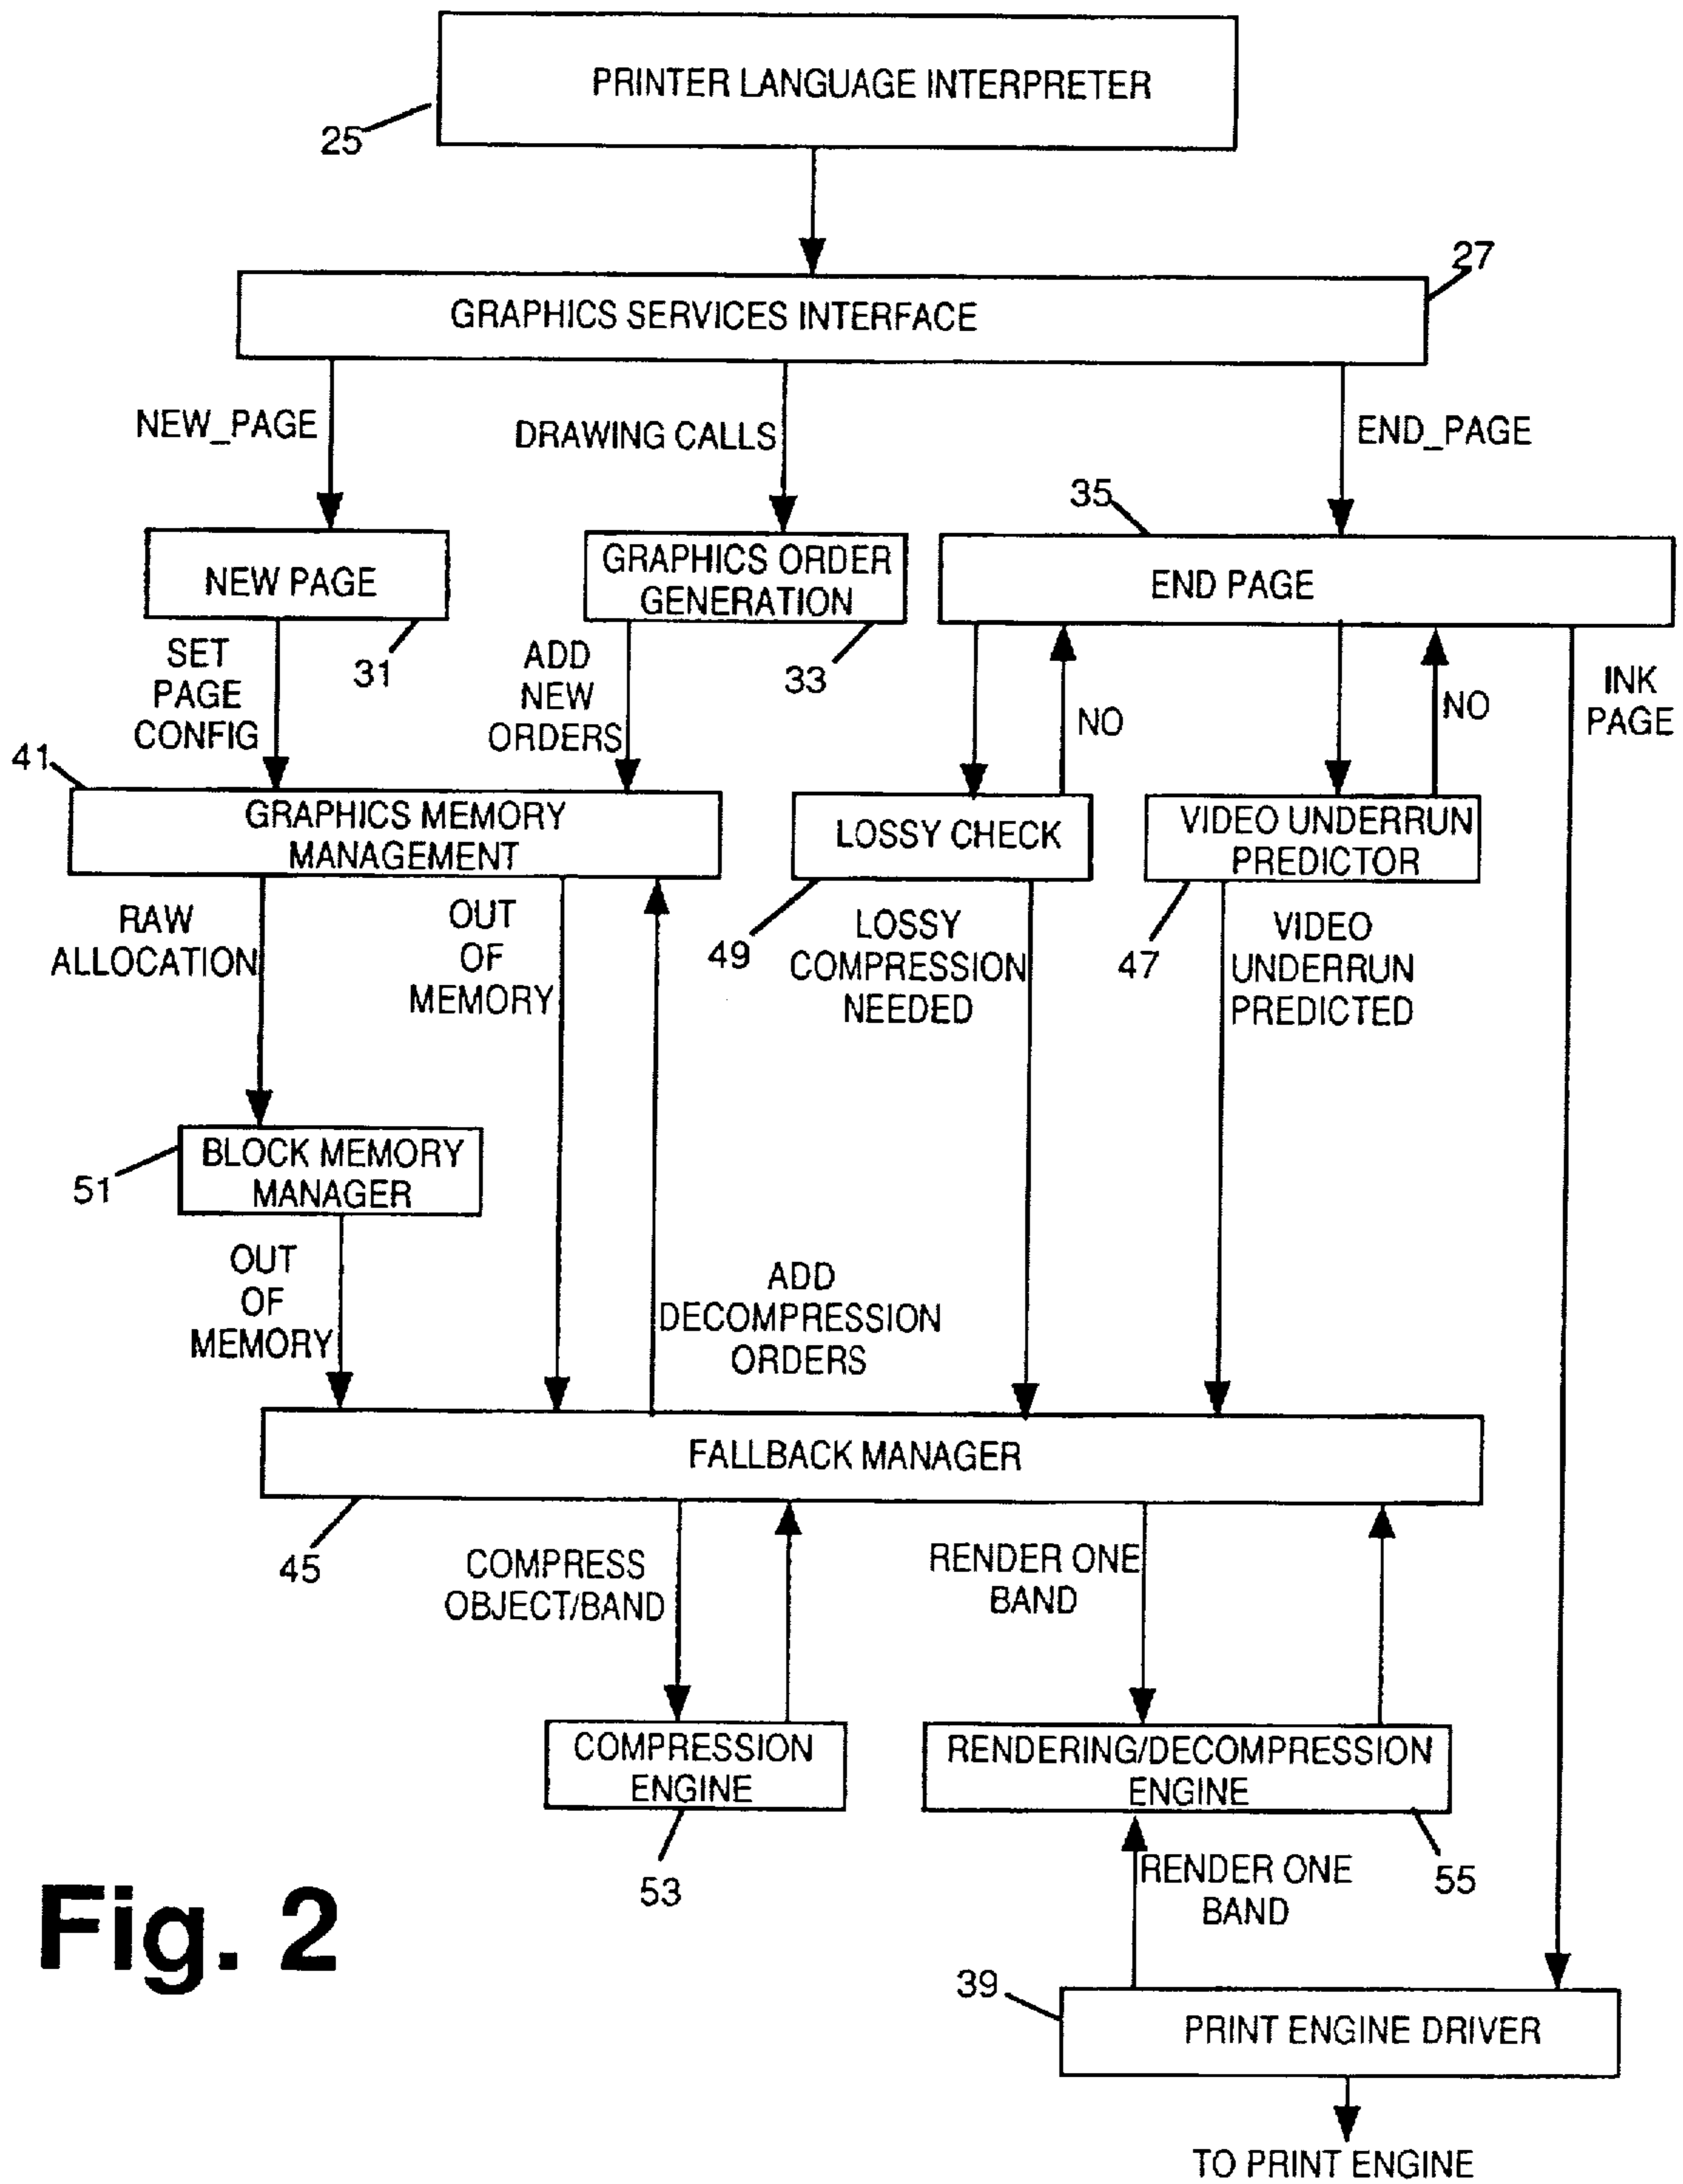 PRINTER LANGUAGE INTERPRETER
25
27
GRAPHICS SERVICES INTERFACE
NEW_PAGE
DRAWING CALLS
END_PAGE
35
NEW PAGE
GRAPHICS ORDER
GENERATION
END PAGE
SET
PAGE
CONFIG
31
ADD
NEW
ORDERS
33
NO
NO
INK
PAGE
41
GRAPHICS MEMORY
MANAGEMENT
LOSSY CHECK
VIDEO UNDERRUN
PREDICTOR
RAW
ALLOCATION
OUT
OF
MEMORY
49
LOSSY
COMPRESSION
NEEDED
47
VIDEO
UNDERRUN
PREDICTED
BLOCK MEMORY
MANAGER
51
OUT
OF
MEMORY
ADD
DECOMPRESSION
ORDERS
FALLBACK MANAGER
45
COMPRESS
OBJECT/BAND
RENDER ONE
BAND
COMPRESSION
ENGINE
RENDERING/DECOMPRESSION
ENGINE
53
RENDER ONE
BAND
55
Fig. 2
39
PRINT ENGINE DRIVER
TO PRINT ENGINE